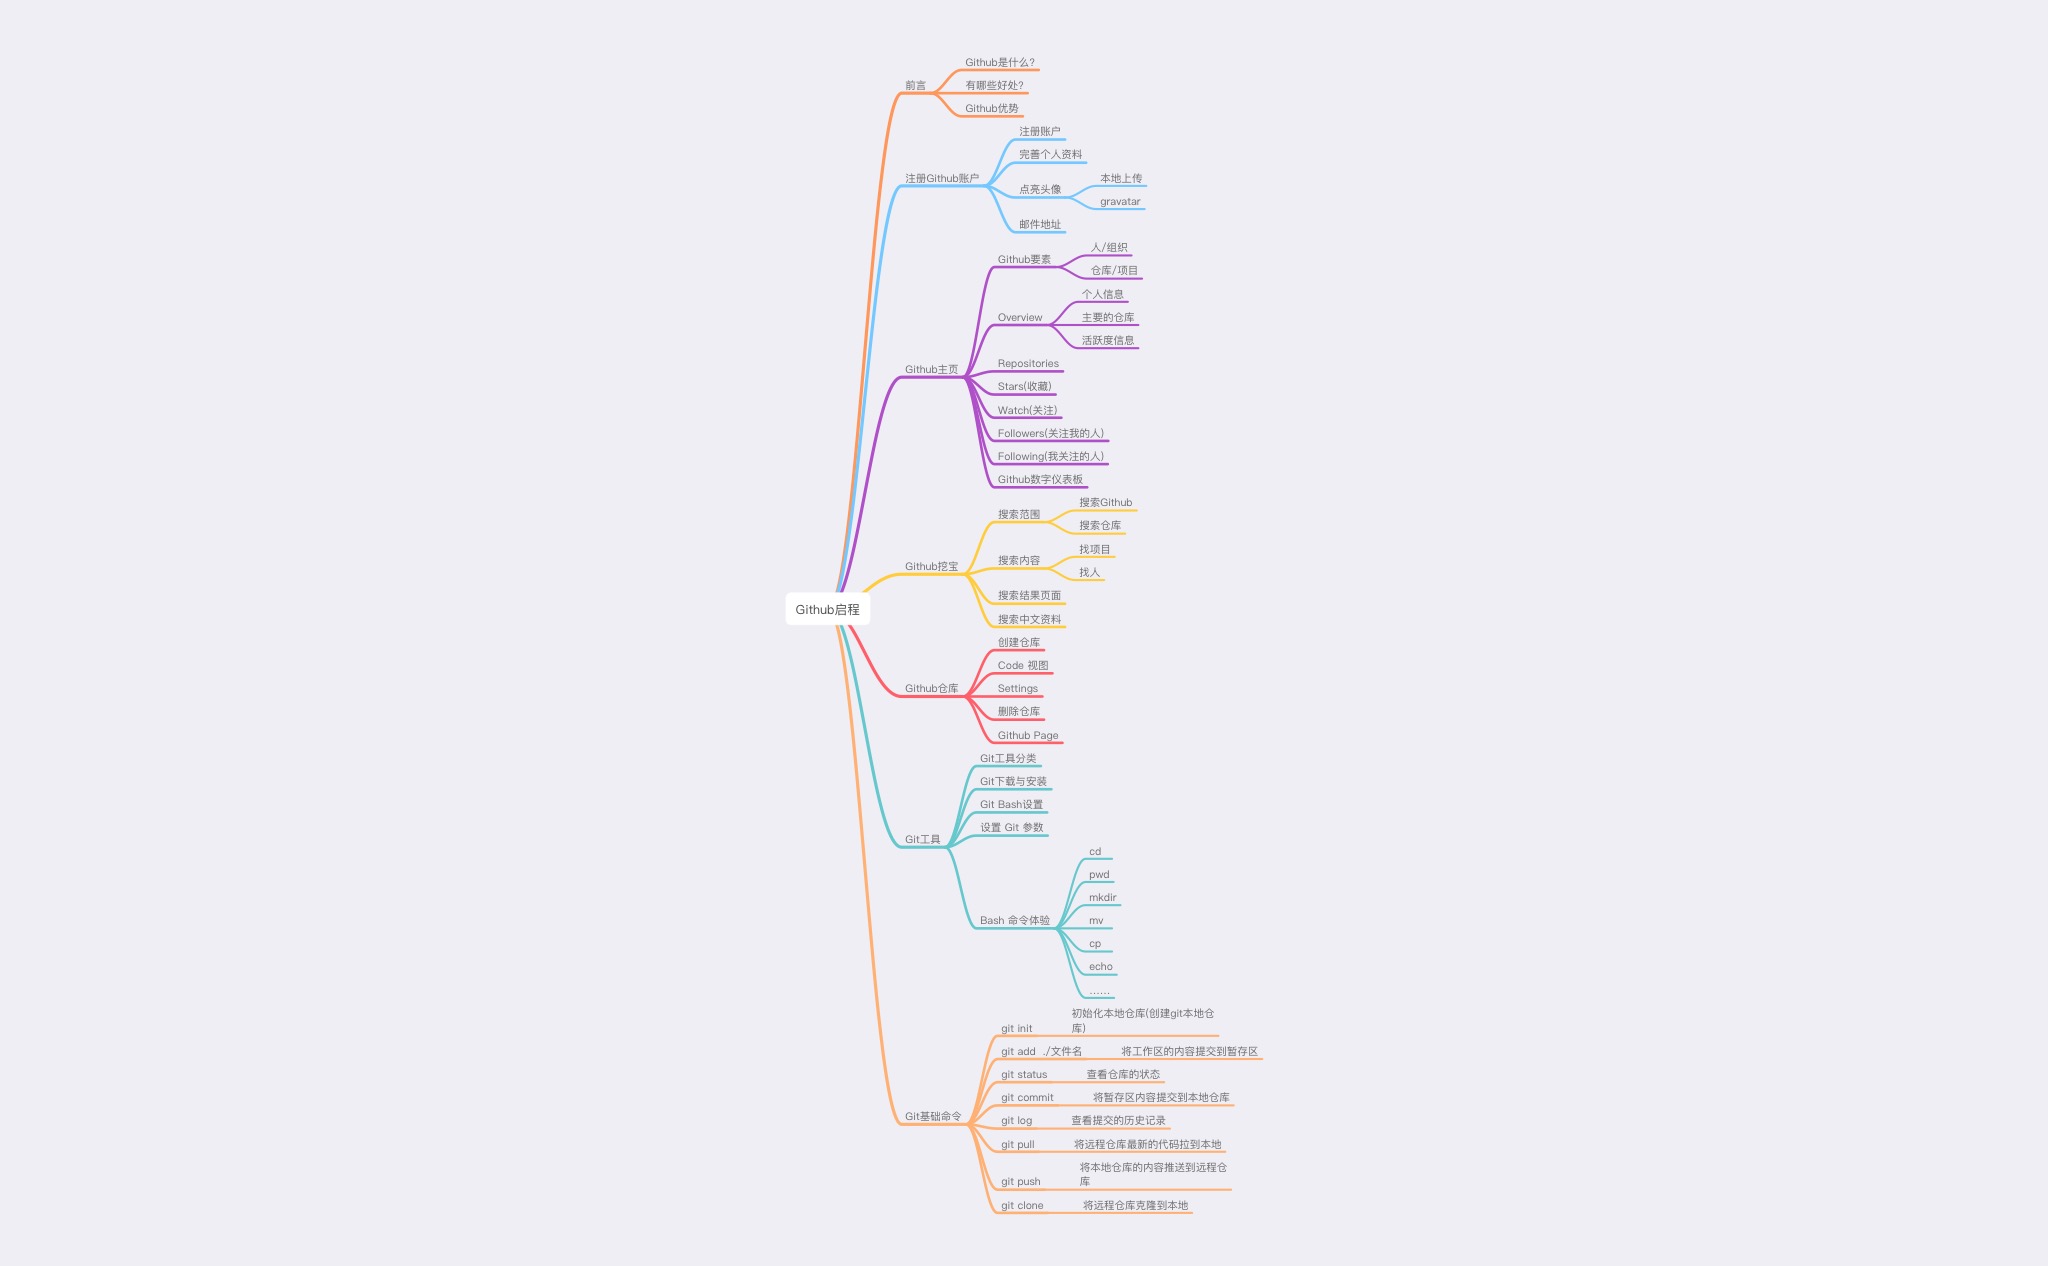 Github启程
前言
Github是什么?
有哪些好处?
Github优势
注册Github账户
注册账户
完善个人资料
点亮头像
本地上传
gravatar
邮件地址
Github主页
Github要素
人/组织
仓库/项目
Overview
个人信息
主要的仓库
活跃度信息
Repositories
Stars(收藏)
Watch(关注)
Followers(关注我的人)
Following(我关注的人)
Github数字仪表板
Github挖宝
搜索范围
搜索Github
搜索仓库
搜索内容
找项目
找人
搜索结果页面
搜索中文资料
Github仓库
创建仓库
Code 视图
Settings
删除仓库
Github Page
Git工具
Git工具分类
Git下载与安装
Git Bash设置
设置 Git 参数
Bash 命令体验
cd
pwd
mkdir
mv
cp
echo
……
Git基础命令
git init
初始化本地仓库(创建git本地仓
库)
git add  ./文件名
将工作区的内容提交到暂存区
git status
查看仓库的状态
git commit
将暂存区内容提交到本地仓库
git log
查看提交的历史记录
git pull
将远程仓库最新的代码拉到本地
git push
将本地仓库的内容推送到远程仓
库
git clone
将远程仓库克隆到本地